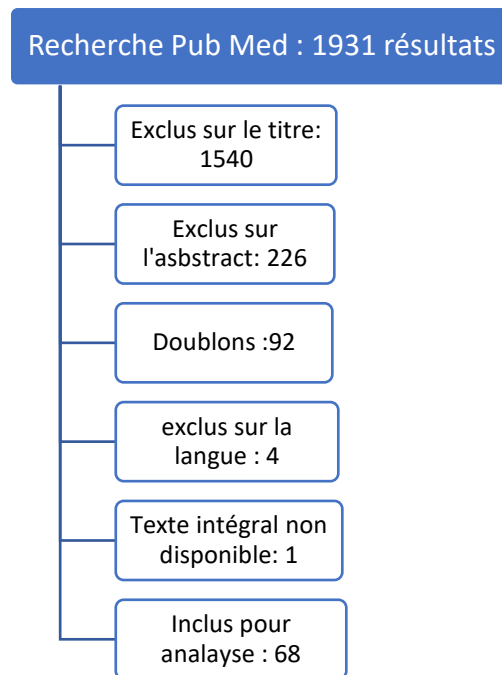 Recherche Pub Med : 1931 résultats
Exclus sur le titre:
1540
Exclus sur
l'asbstract: 226
Doublons :92
exclus sur la
langue : 4
Texte intégral non
disponible: 1
Inclus pour
analayse : 68